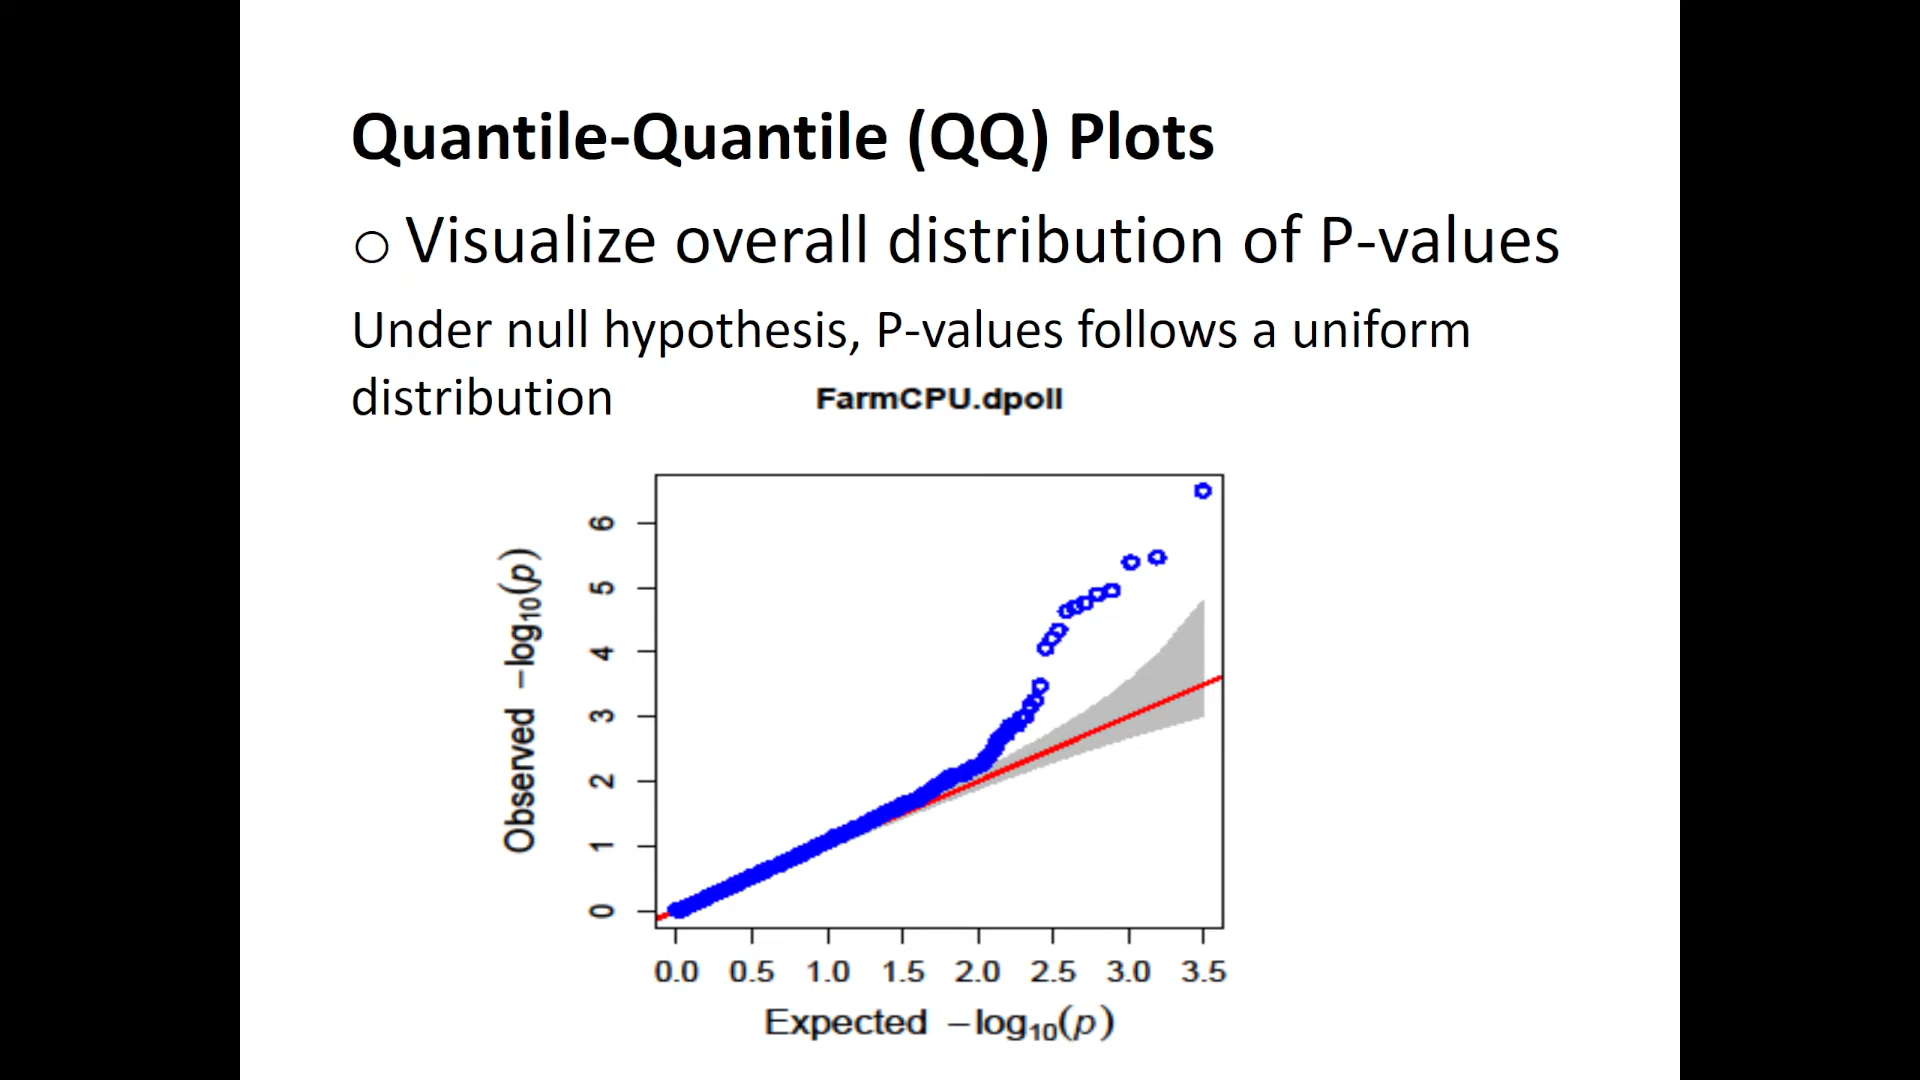 Quantile-Quantile (QQ) Plots
○ Visualize overall distribution of P-values
Under null hypothesis, P-values follows a uniform
distribution
FarmCPU.dpoll
Observed −log₁₀(p)
6
5
4
3
2
1
0
0.0 0.5 1.0 1.5 2.0 2.5 3.0 3.5
Expected −log₁₀(p)